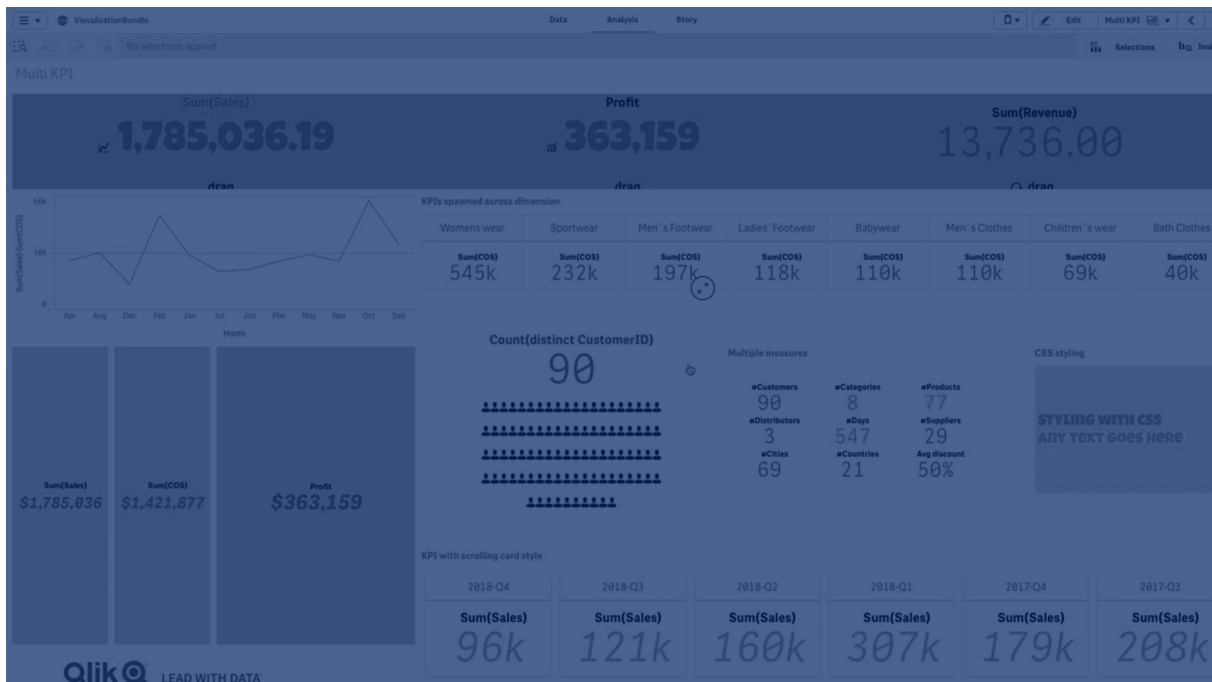 VisualizationBundle
Data Analysis Story
Edit Multi KPI
No selections applied
Selections
Multi KPI
Sum(Sales)
1,785,036.19
drag
Profit
363,159
drag
Sum(Revenue)
13,736.00
drag
Sum(Sales)-Sum(COS)
60k
30k
0
Apr Aug Dec Feb Jan Jul Jun Mar May Nov Oct Sep
Month
KPIs spawned across dimension
Womens wear Sportwear Men´s Footwear Ladies´Footwear Babywear Men´s Clothes Children´s wear Bath Clothes
Sum(COS) Sum(COS) Sum(COS) Sum(COS) Sum(COS) Sum(COS) Sum(COS) Sum(COS)
545k 232k 197k 118k 110k 110k 69k 40k
Count(distinct CustomerID)
90
Multiple measures
#Customers #Categories #Products
90 8 77
#Distributors #Days #Suppliers
3 547 29
#Cities #Countries Avg discount
69 21 50%
CSS styling
STYLING WITH CSS
ANY TEXT GOES HERE
Sum(Sales)
$1,785,036
Sum(COS)
$1,421,877
Profit
$363,159
KPI with scrolling card style
2018-Q4 2018-Q3 2018-Q2 2018-Q1 2017-Q4 2017-Q3
Sum(Sales) Sum(Sales) Sum(Sales) Sum(Sales) Sum(Sales) Sum(Sales)
96k 121k 160k 307k 179k 208k
Qlik LEAD WITH DATA